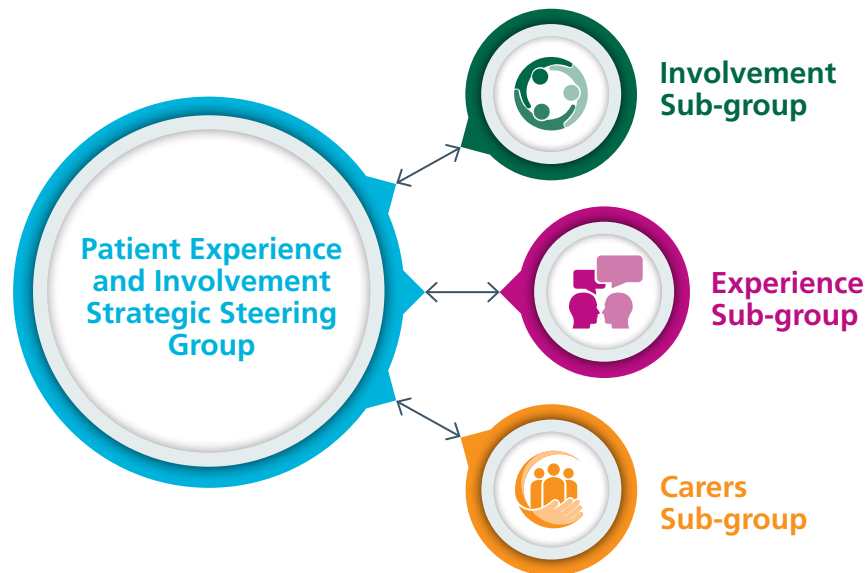 Patient Experience
and Involvement
Strategic Steering
Group
Involvement
Sub-group
Experience
Sub-group
Carers
Sub-group